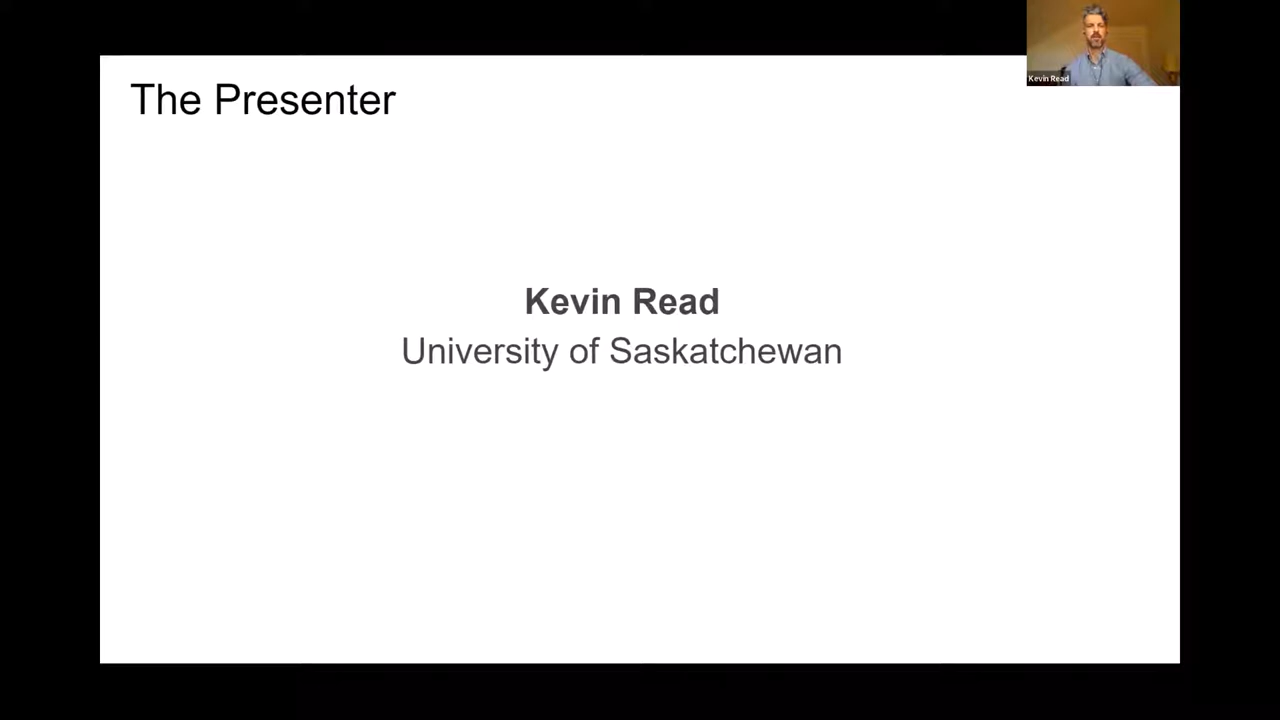 The Presenter
Kevin Read
Kevin Read
University of Saskatchewan